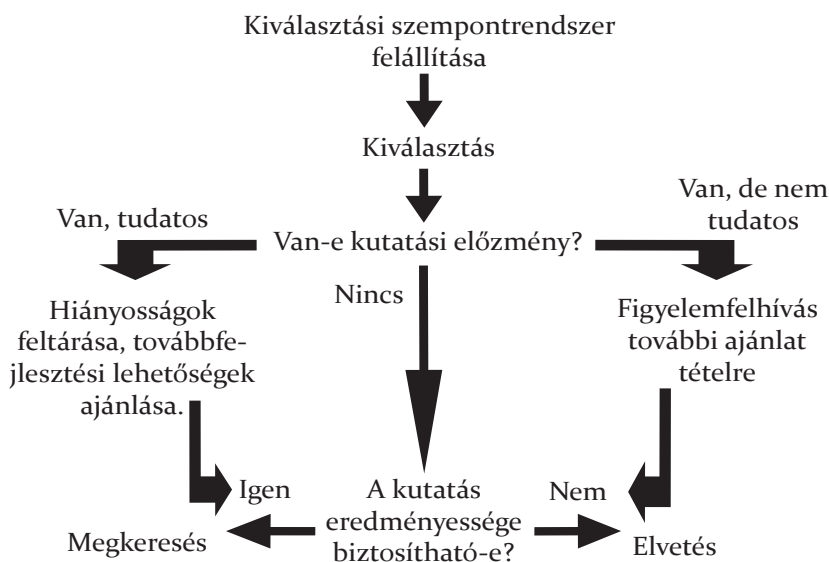 Kiválasztási szempontrendszer
felállítása
Kiválasztás
Van, tudatos
Van, de nem
tudatos
Van-e kutatási előzmény?
Nincs
Hiányosságok
feltárása, továbbfe-
jlesztési lehetőségek
ajánlása.
Figyelemfelhívás
további ajánlat
tételre
Igen
A kutatás
eredményessége
biztosítható-e?
Nem
Megkeresés
Elvetés